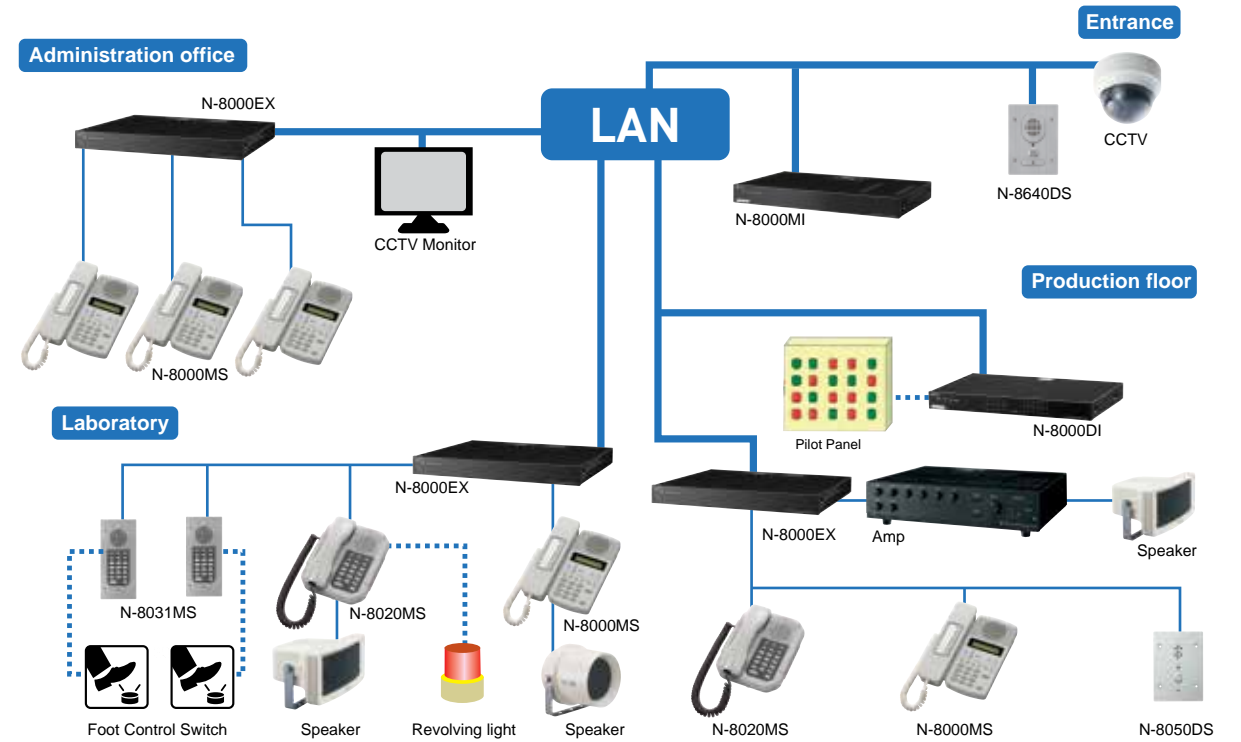 Entrance
Administration office
N-8000EX
LAN
CCTV
CCTV Monitor
N-8640DS
N-8000MI
Production floor
N-8000MS
Laboratory
N-8000DI
Pilot Panel
N-8000EX
N-8000EX
Amp
Speaker
N-8031MS
N-8020MS
N-8000MS
Foot Control Switch
Speaker
Revolving light
Speaker
N-8020MS
N-8000MS
N-8050DS